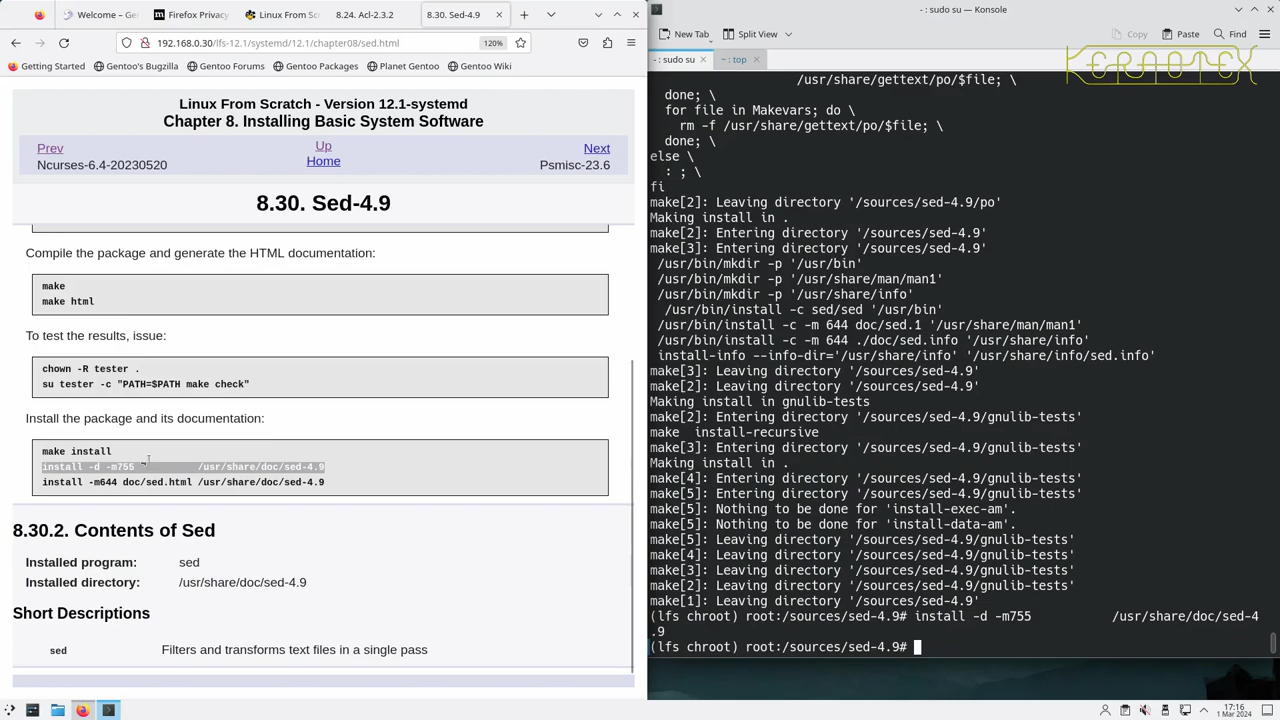 Welcome – Ge
Firefox Privacy
Linux From Scr
8.24. Acl-2.3.2
8.30. Sed-4.9
192.168.0.30/lfs-12.1/systemd/12.1/chapter08/sed.html
120%
Getting Started
Gentoo's Bugzilla
Gentoo Forums
Gentoo Packages
Planet Gentoo
Gentoo Wiki
Linux From Scratch - Version 12.1-systemd
Chapter 8. Installing Basic System Software
Prev
Up
Next
Ncurses-6.4-20230520
Home
Psmisc-23.6
8.30. Sed-4.9
Compile the package and generate the HTML documentation:
make
make html
To test the results, issue:
chown -R tester .
su tester -c "PATH=$PATH make check"
Install the package and its documentation:
make install
install -d -m755           /usr/share/doc/sed-4.9
install -m644 doc/sed.html /usr/share/doc/sed-4.9
8.30.2. Contents of Sed
Installed program: sed
Installed directory: /usr/share/doc/sed-4.9
Short Descriptions
sed Filters and transforms text files in a single pass
- : sudo su — Konsole
New Tab
Split View
Copy
Paste
Find
- : sudo su
~ : top
KERNOTEX
/usr/share/gettext/po/$file; \
done; \
for file in Makevars; do \
rm -f /usr/share/gettext/po/$file; \
done; \
else \
: ; \
fi
make[2]: Leaving directory '/sources/sed-4.9/po'
Making install in .
make[2]: Entering directory '/sources/sed-4.9'
make[3]: Entering directory '/sources/sed-4.9'
/usr/bin/mkdir -p '/usr/bin'
/usr/bin/mkdir -p '/usr/share/man/man1'
/usr/bin/mkdir -p '/usr/share/info'
/usr/bin/install -c sed/sed '/usr/bin'
/usr/bin/install -c -m 644 doc/sed.1 '/usr/share/man/man1'
/usr/bin/install -c -m 644 ./doc/sed.info '/usr/share/info'
install-info --info-dir='/usr/share/info' '/usr/share/info/sed.info'
make[3]: Leaving directory '/sources/sed-4.9'
make[2]: Leaving directory '/sources/sed-4.9'
Making install in gnulib-tests
make[2]: Entering directory '/sources/sed-4.9/gnulib-tests'
make  install-recursive
make[3]: Entering directory '/sources/sed-4.9/gnulib-tests'
Making install in .
make[4]: Entering directory '/sources/sed-4.9/gnulib-tests'
make[5]: Entering directory '/sources/sed-4.9/gnulib-tests'
make[5]: Nothing to be done for 'install-exec-am'.
make[5]: Nothing to be done for 'install-data-am'.
make[5]: Leaving directory '/sources/sed-4.9/gnulib-tests'
make[4]: Leaving directory '/sources/sed-4.9/gnulib-tests'
make[3]: Leaving directory '/sources/sed-4.9/gnulib-tests'
make[2]: Leaving directory '/sources/sed-4.9/gnulib-tests'
make[1]: Leaving directory '/sources/sed-4.9'
(lfs chroot) root:/sources/sed-4.9# install -d -m755           /usr/share/doc/sed-4
.9
(lfs chroot) root:/sources/sed-4.9#
17:16
1 Mar 2024